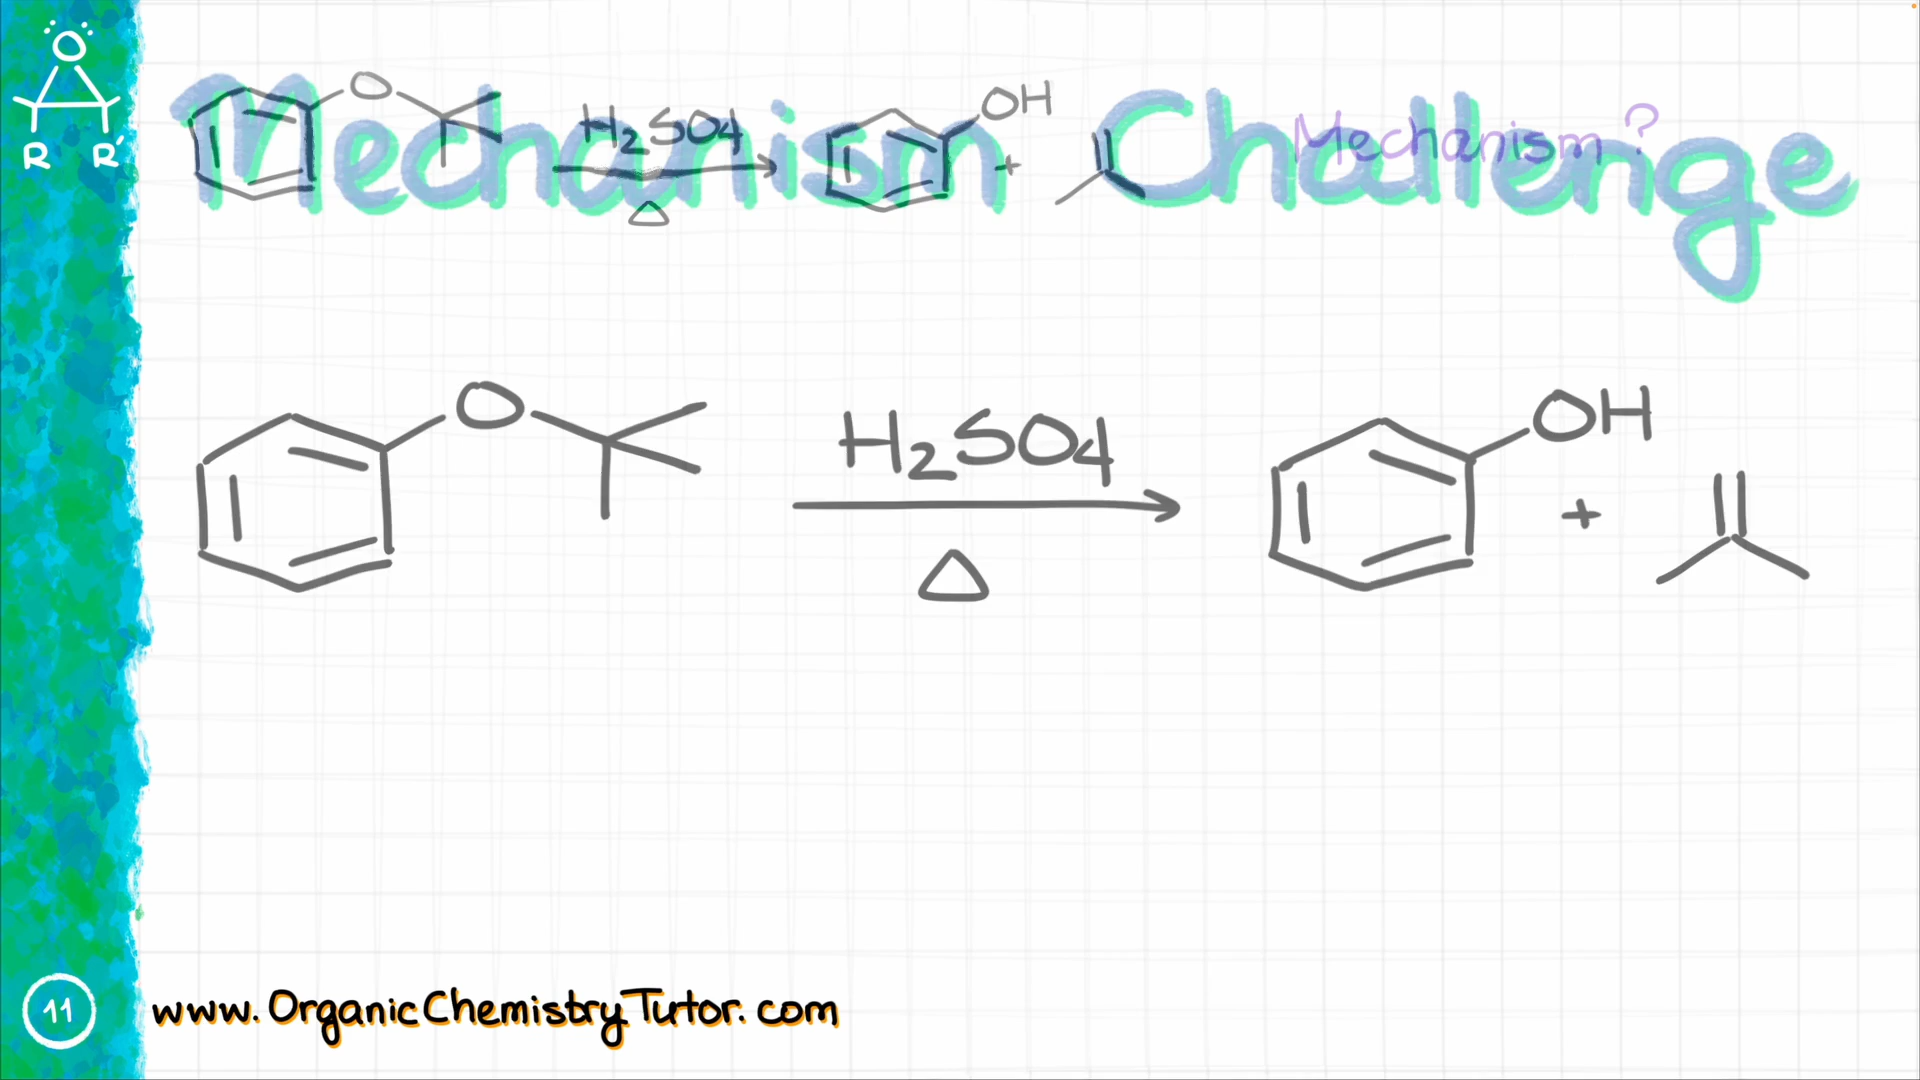 O
R R'
Mechanism Challenge
O H₂SO₄ OH + Mechanism?
△
O H₂SO₄ OH
+
△
11 www.OrganicChemistryTutor.com